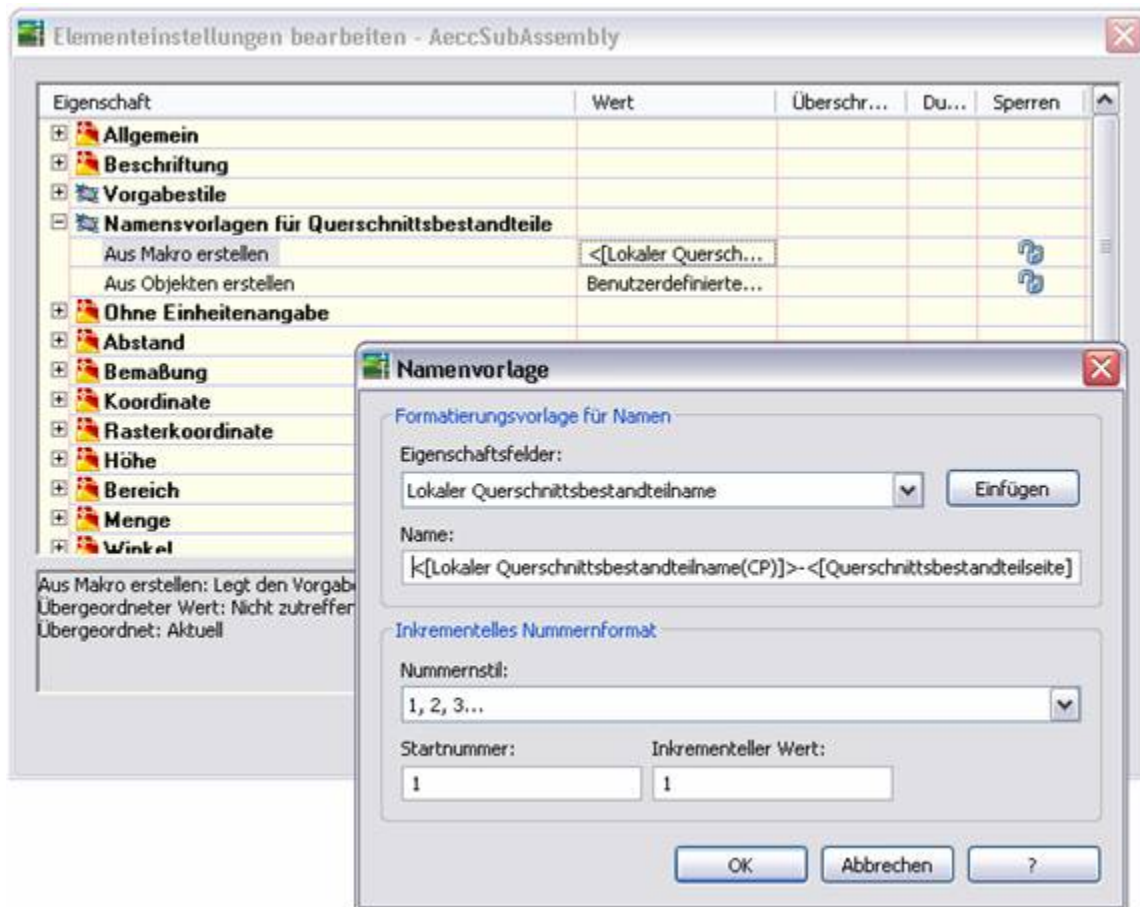 Elementeinstellungen bearbeiten - AeccSubAssembly
Eigenschaft Wert Überschr... Du... Sperren
Allgemein
Beschriftung
Vorgabestile
Namensvorlagen für Querschnittsbestandteile
Aus Makro erstellen <[Lokaler Quersch...
Aus Objekten erstellen Benutzerdefinierte...
Ohne Einheitenangabe
Abstand
Bemaßung
Koordinate
Rasterkoordinate
Höhe
Bereich
Menge
Winkel
Aus Makro erstellen: Legt den Vorgab
Übergeordneter Wert: Nicht zutreffen
Übergeordnet: Aktuell
Namenvorlage
Formatierungsvorlage für Namen
Eigenschaftsfelder:
Lokaler Querschnittsbestandteilname Einfügen
Name:
<[Lokaler Querschnittsbestandteilname(CP)]>-<[Querschnittsbestandteilseite]
Inkrementelles Nummernformat
Nummernstil:
1, 2, 3...
Startnummer: Inkrementeller Wert:
1 1
OK Abbrechen ?